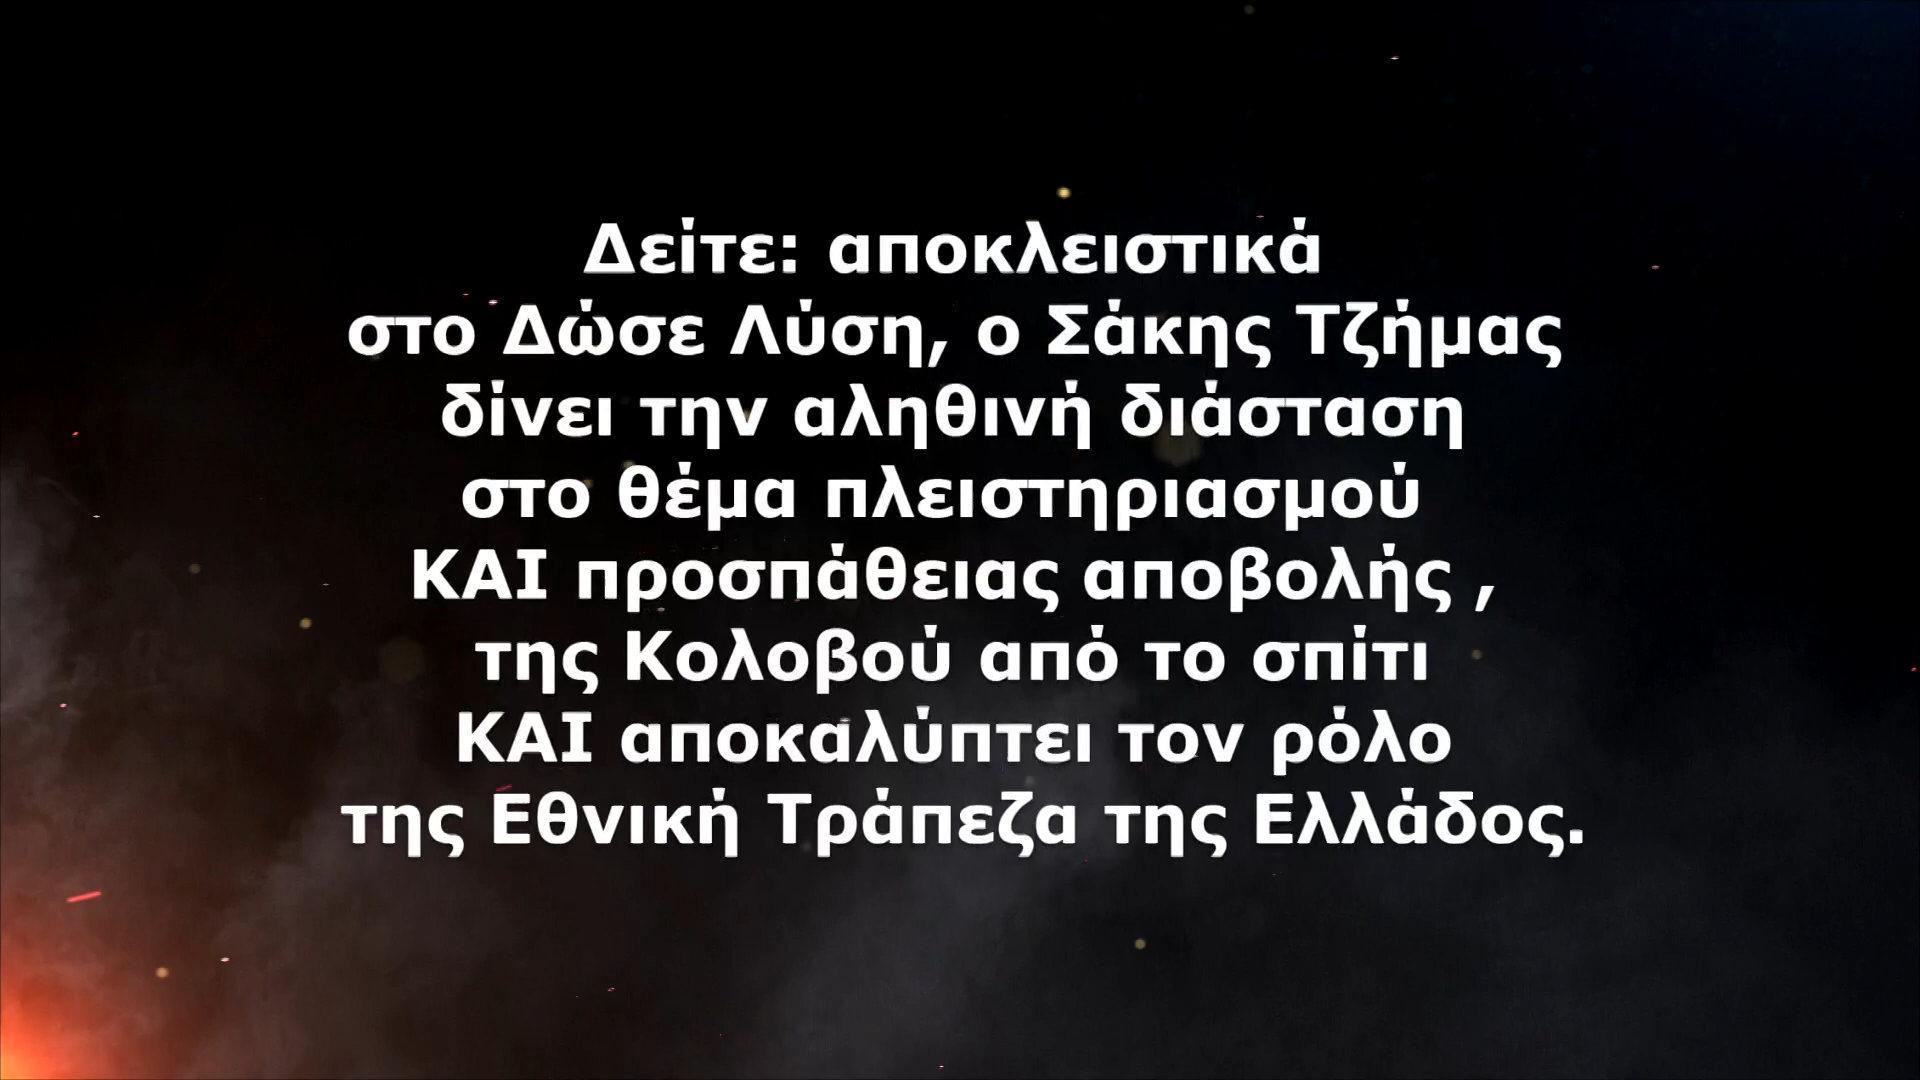 Δείτε: αποκλειστικά
στο Δώσε Λύση, ο Σάκης Τζήμας
δίνει την αληθινή διάσταση
στο θέμα πλειστηριασμού
ΚΑΙ προσπάθειας αποβολής ,
της Κολοβού από το σπίτι
ΚΑΙ αποκαλύπτει τον ρόλο
της Εθνική Τράπεζα της Ελλάδος.